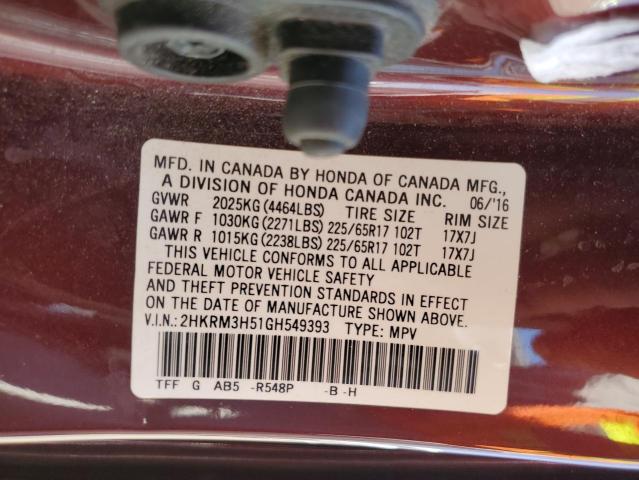 MFD. IN CANADA BY HONDA OF CANADA MFG.,
A DIVISION OF HONDA CANADA INC. 06/'16
GVWR 2025KG (4464LBS) TIRE SIZE RIM SIZE
GAWR F 1030KG (2271LBS) 225/65R17 102T 17X7J
GAWR R 1015KG (2238LBS) 225/65R17 102T 17X7J
THIS VEHICLE CONFORMS TO ALL APPLICABLE
FEDERAL MOTOR VEHICLE SAFETY
AND THEFT PREVENTION STANDARDS IN EFFECT
ON THE DATE OF MANUFACTURE SHOWN ABOVE.
V.I.N.: 2HKRM3H51GH549393 TYPE: MPV
TFF G AB5 -R548P -B -H